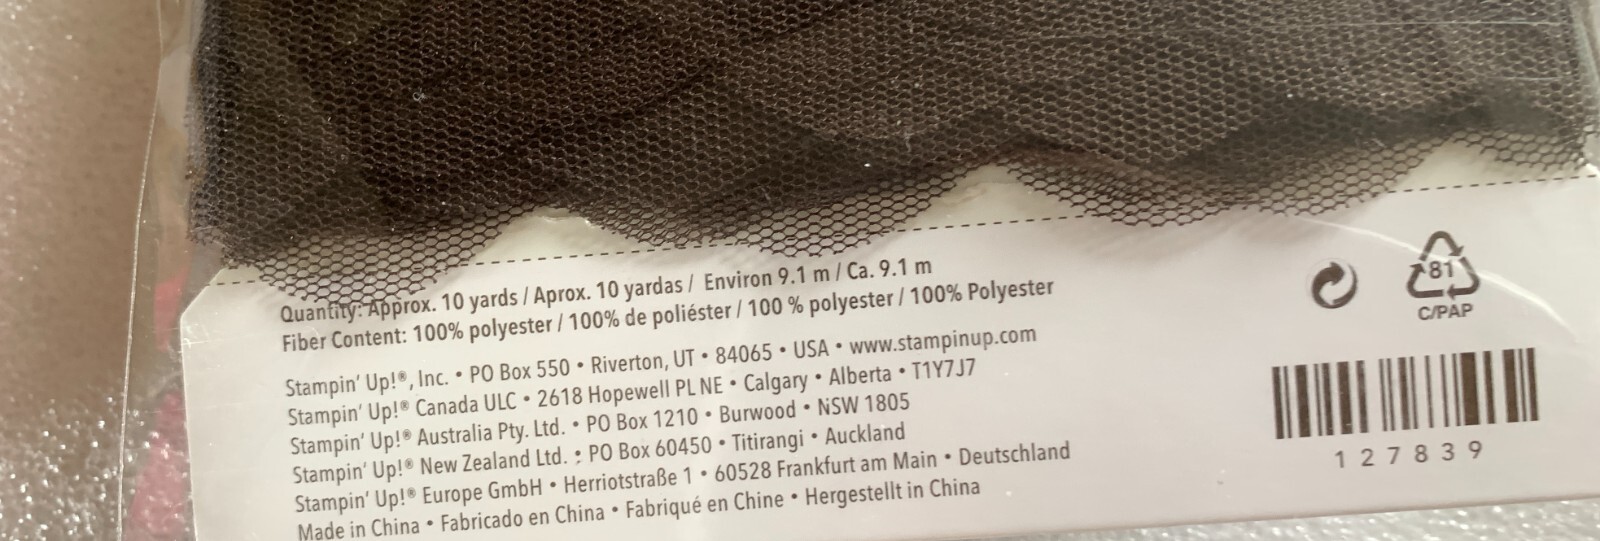 Quantity: Approx. 10 yards / Aprox. 10 yardas / Environ 9.1 m / Ca. 9.1 m
Fiber Content: 100% polyester / 100% de poliéster / 100 % polyester / 100% Polyester
Stampin' Up!®, Inc. • PO Box 550 • Riverton, UT • 84065 • USA • www.stampinup.com
Stampin' Up!® Canada ULC • 2618 Hopewell PL NE • Calgary • Alberta • T1Y7J7
Stampin' Up!® Australia Pty. Ltd. • PO Box 1210 • Burwood • NSW 1805
Stampin' Up!® New Zealand Ltd. • PO Box 60450 • Titirangi • Auckland
Stampin' Up!® Europe GmbH • Herriotstraße 1 • 60528 Frankfurt am Main • Deutschland
Made in China • Fabricado en China • Fabriqué en Chine • Hergestellt in China
81
C/PAP
127839